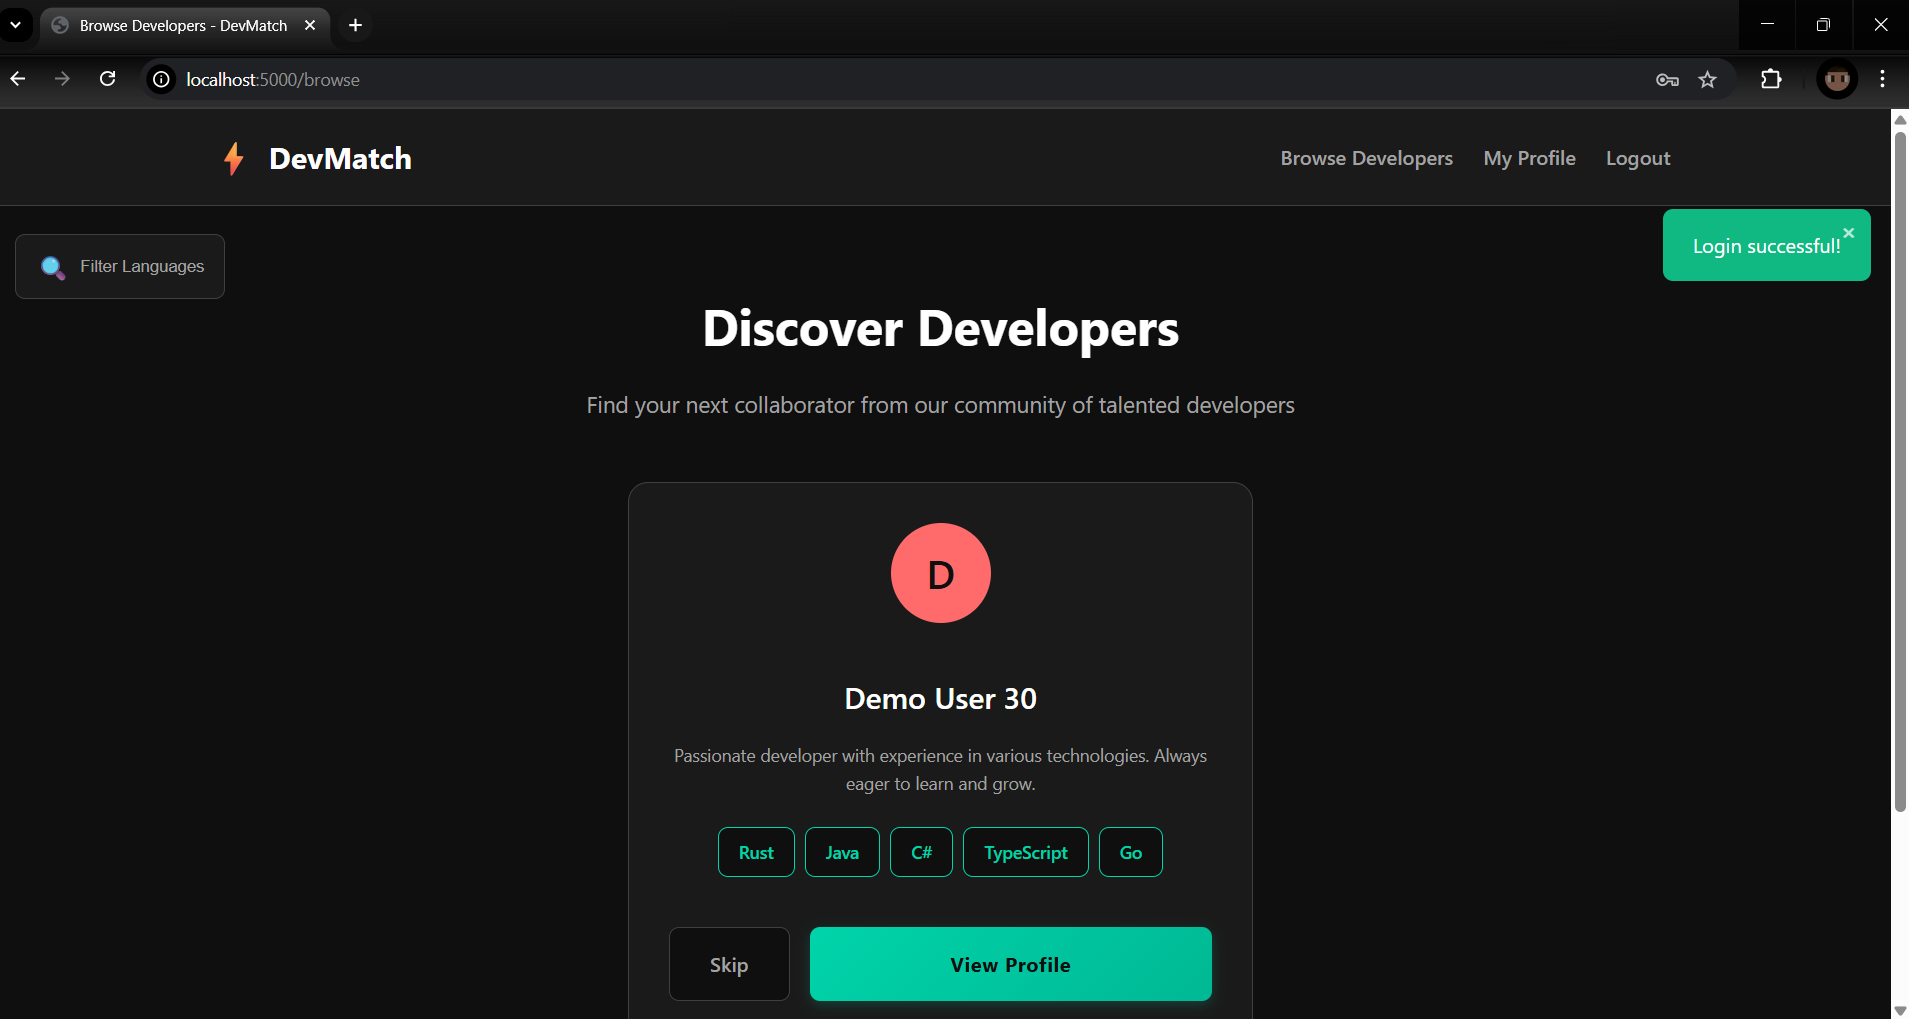 Browse Developers - DevMatch
localhost:5000/browse
DevMatch
Browse Developers
My Profile
Logout
Filter Languages
Login successful!
Discover Developers
Find your next collaborator from our community of talented developers
D
Demo User 30
Passionate developer with experience in various technologies. Always
eager to learn and grow.
Rust
Java
C#
TypeScript
Go
Skip
View Profile